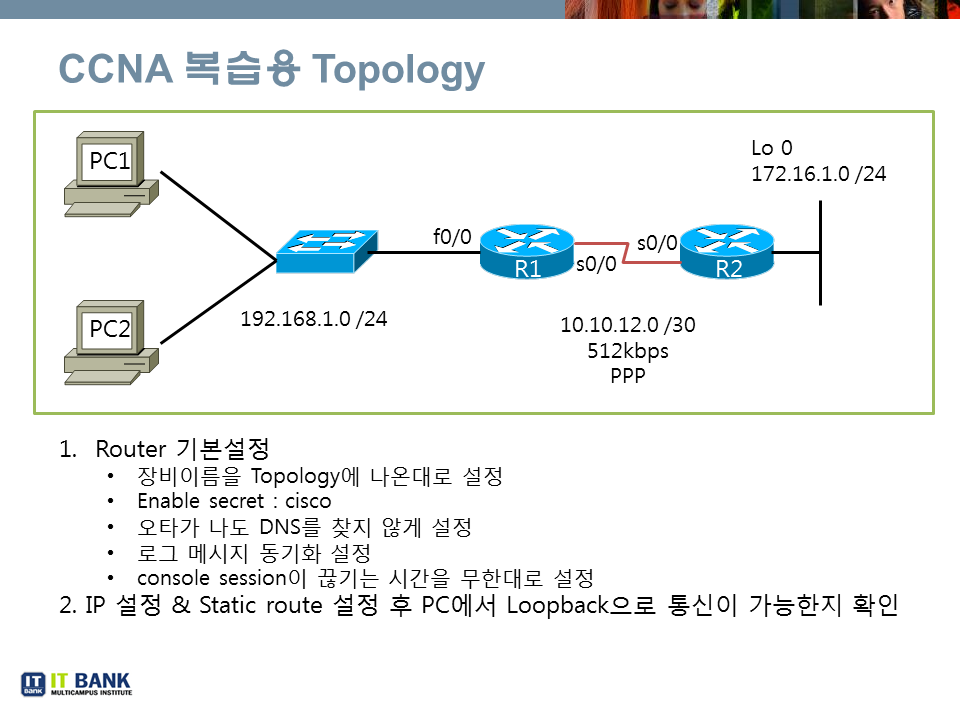 CCNA 복습용 Topology
PC1
Lo 0
172.16.1.0 /24
f0/0
s0/0
R1
s0/0
R2
PC2
192.168.1.0 /24
10.10.12.0 /30
512kbps
PPP
1. Router 기본설정
• 장비이름을 Topology에 나온대로 설정
• Enable secret : cisco
• 오타가 나도 DNS를 찾지 않게 설정
• 로그 메시지 동기화 설정
• console session이 끊기는 시간을 무한대로 설정
2. IP 설정 & Static route 설정 후 PC에서 Loopback으로 통신이 가능한지 확인
IT BANK
IT BANK
MULTICAMPUS INSTITUTE